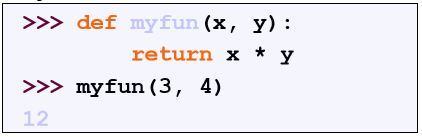 >>> def myfun(x, y):
        return x * y
>>> myfun(3, 4)
12